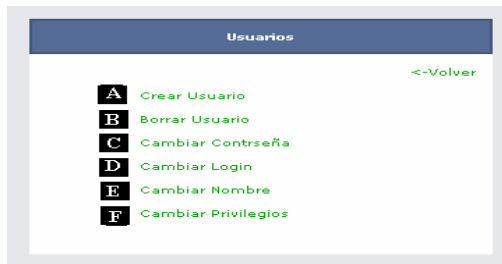 Usuarios
<-Volver
A Crear Usuario
B Borrar Usuario
C Cambiar Contrseña
D Cambiar Login
E Cambiar Nombre
F Cambiar Privilegios